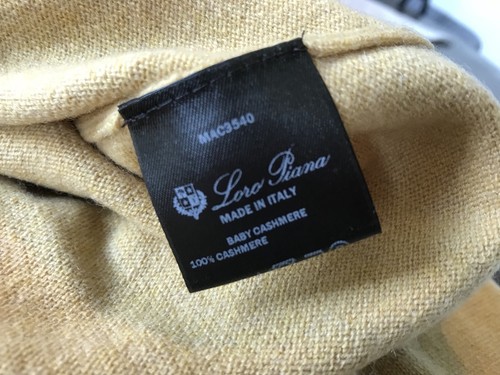 MAC3540
Loro Piana
MADE IN ITALY
BABY CASHMERE
100% CASHMERE